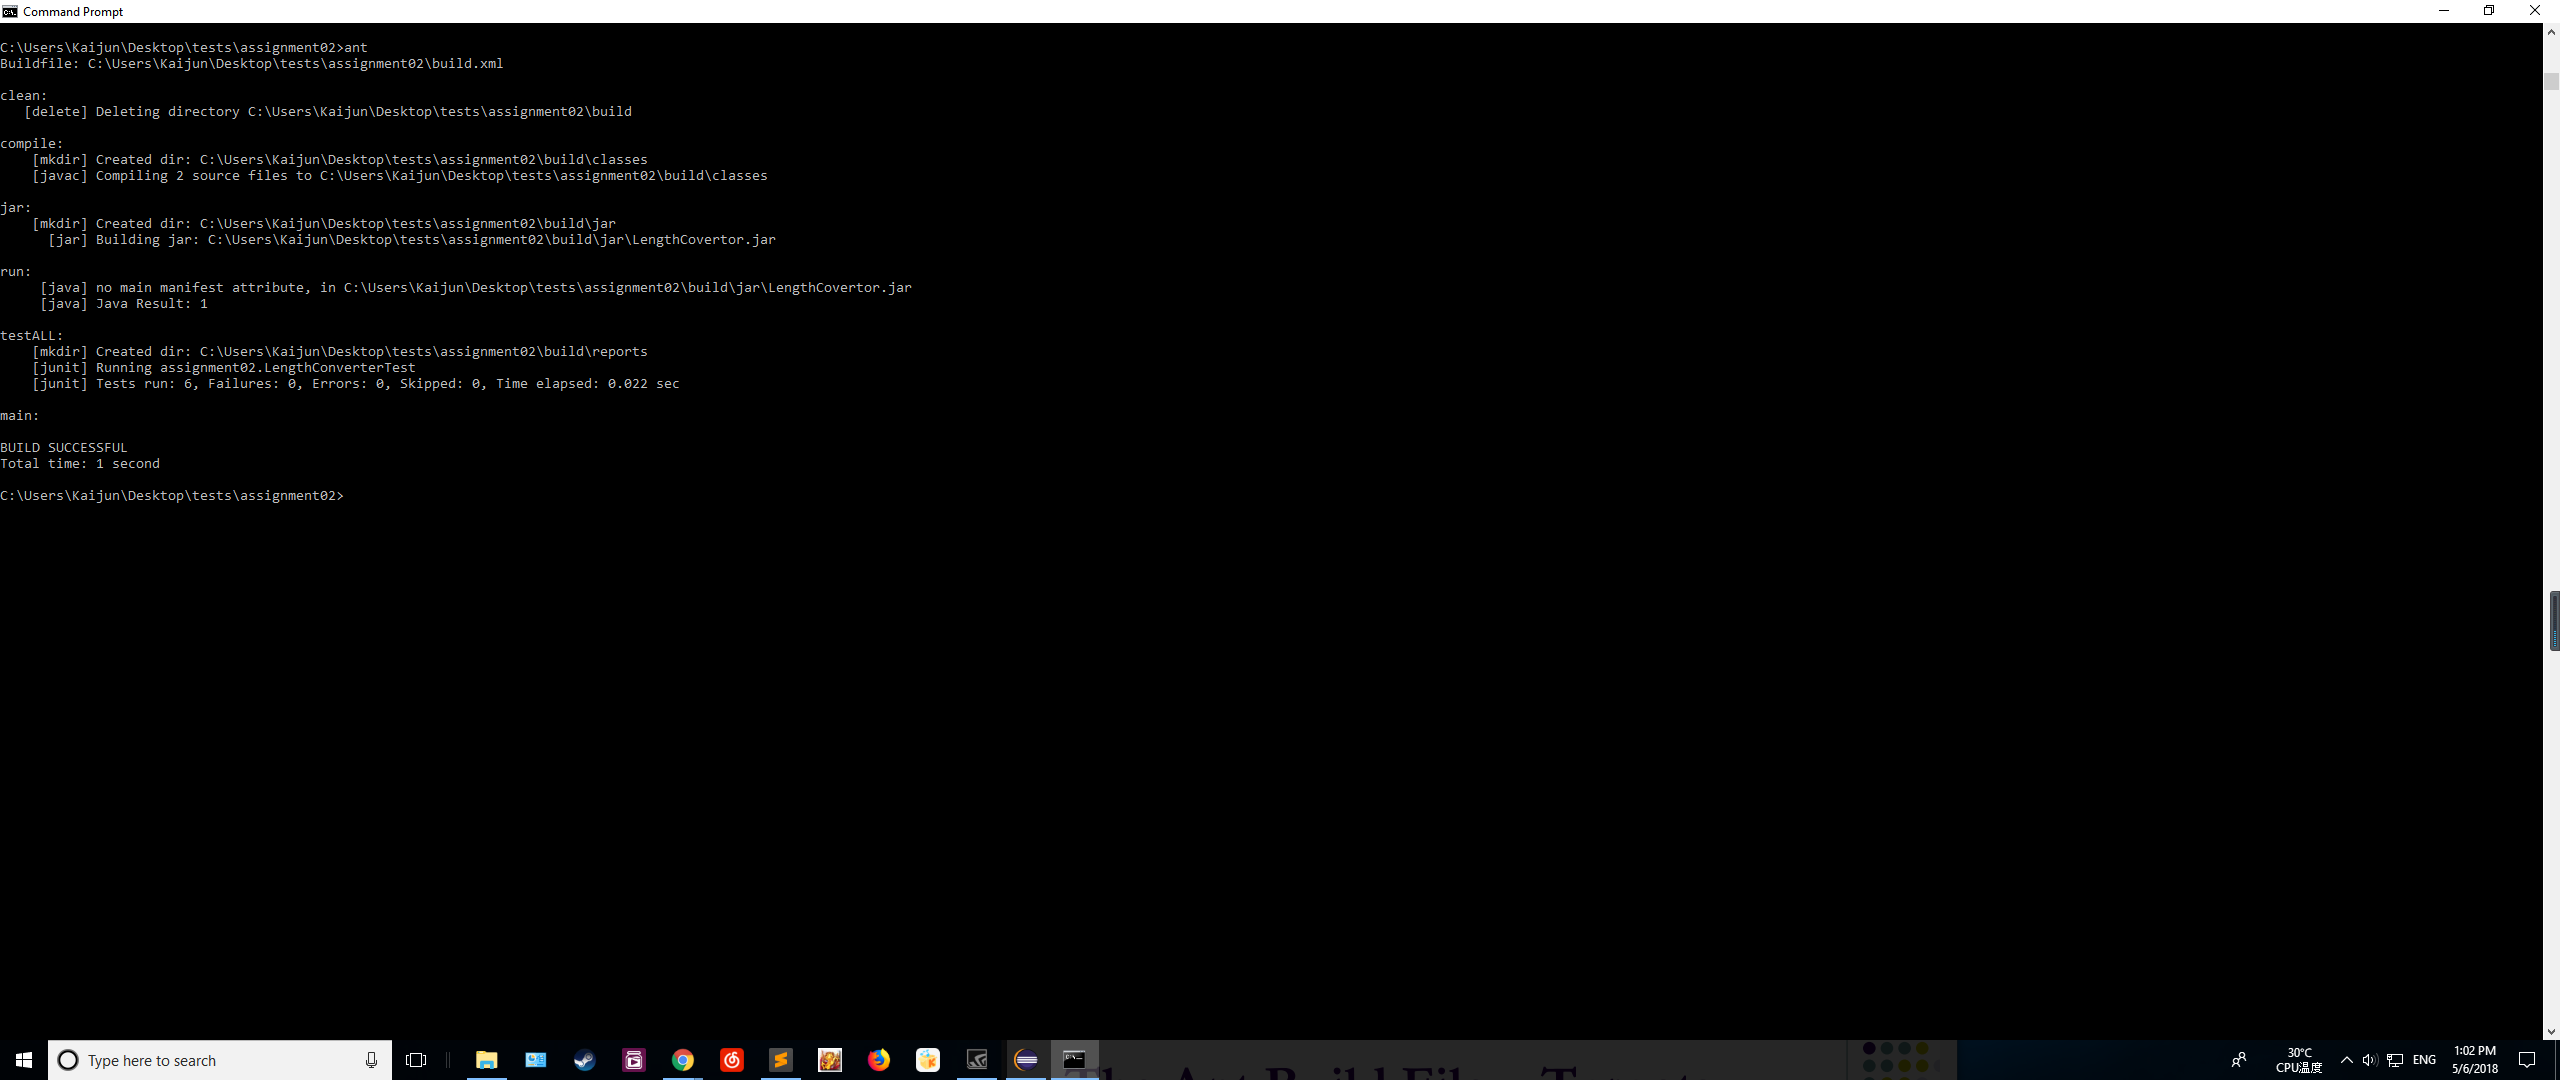 Command Prompt
C:\Users\Kaijun\Desktop\tests\assignment02>ant
Buildfile: C:\Users\Kaijun\Desktop\tests\assignment02\build.xml
clean:
[delete] Deleting directory C:\Users\Kaijun\Desktop\tests\assignment02\build
compile:
[mkdir] Created dir: C:\Users\Kaijun\Desktop\tests\assignment02\build\classes
[javac] Compiling 2 source files to C:\Users\Kaijun\Desktop\tests\assignment02\build\classes
jar:
[mkdir] Created dir: C:\Users\Kaijun\Desktop\tests\assignment02\build\jar
[jar] Building jar: C:\Users\Kaijun\Desktop\tests\assignment02\build\jar\LengthCovertor.jar
run:
[java] no main manifest attribute, in C:\Users\Kaijun\Desktop\tests\assignment02\build\jar\LengthCovertor.jar
[java] Java Result: 1
testALL:
[mkdir] Created dir: C:\Users\Kaijun\Desktop\tests\assignment02\build\reports
[junit] Running assignment02.LengthConverterTest
[junit] Tests run: 6, Failures: 0, Errors: 0, Skipped: 0, Time elapsed: 0.022 sec
main:
BUILD SUCCESSFUL
Total time: 1 second
C:\Users\Kaijun\Desktop\tests\assignment02>
Type here to search
30°C
CPU温度
ENG
1:02 PM
5/6/2018